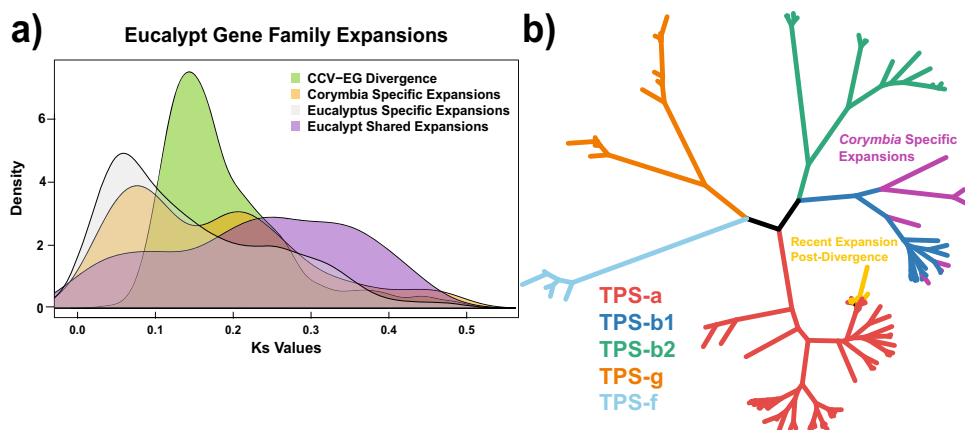 a)
Eucalypt Gene Family Expansions
CCV−EG Divergence
Corymbia Specific Expansions
Eucalyptus Specific Expansions
Eucalypt Shared Expansions
Density
6
4
2
0
0.0 0.1 0.2 0.3 0.4 0.5
Ks Values
b)
Corymbia Specific
Expansions
Recent Expansion
Post-Divergence
TPS-a
TPS-b1
TPS-b2
TPS-g
TPS-f